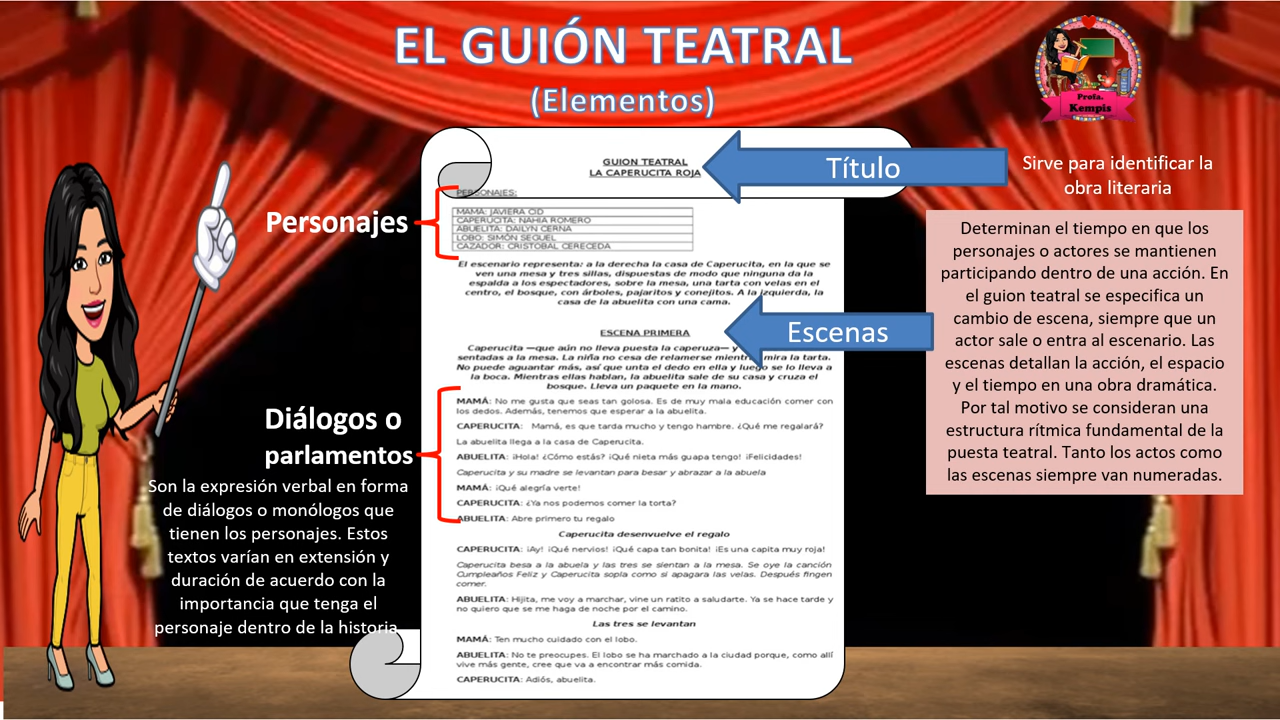 EL GUIÓN TEATRAL
(Elementos)
Profa.
Kempis
GUION TEATRAL
LA CAPERUCITA ROJA
Título
Sirve para identificar la
obra literaria
PERSONAJES:
Personajes
MAMÁ: JAVIERA CID
CAPERUCITA: NAHIA ROMERO
ABUELITA: DAILYN CERNA
LOBO: SIMÓN SEGUEL
CAZADOR: CRISTOBAL CERECEDA
El escenario representa: a la derecha la casa de Caperucita, en la que se
ven una mesa y tres sillas, dispuestas de modo que ninguna da la
espalda a los espectadores, sobre la mesa, una tarta con velas en el
centro, el bosque, con árboles, pajaritos y conejitos. A la izquierda, la
casa de la abuelita con una cama.
ESCENA PRIMERA
Escenas
Determinan el tiempo en que los
personajes o actores se mantienen
participando dentro de una acción. En
el guion teatral se especifica un
cambio de escena, siempre que un
actor sale o entra al escenario. Las
escenas detallan la acción, el espacio
y el tiempo en una obra dramática.
Por tal motivo se consideran una
estructura rítmica fundamental de la
puesta teatral. Tanto los actos como
las escenas siempre van numeradas.
Caperucita —que aún no lleva puesta la caperuza— y
sentadas a la mesa. La niña no cesa de relamerse mientr mira la tarta.
No puede aguantar más, así que unta el dedo en ella y luego se lo lleva a
la boca. Mientras ellas hablan, la abuelita sale de su casa y cruza el
bosque. Lleva un paquete en la mano.
Diálogos o
parlamentos
Son la expresión verbal en forma
de diálogos o monólogos que
tienen los personajes. Estos
textos varían en extensión y
duración de acuerdo con la
importancia que tenga el
personaje dentro de la historia
MAMÁ: No me gusta que seas tan golosa. Es de muy mala educación comer con
los dedos. Además, tenemos que esperar a la abuelita.
CAPERUCITA: Mamá, es que tarda mucho y tengo hambre. ¿Qué me regalará?
La abuelita llega a la casa de Caperucita.
ABUELITA: ¡Hola! ¿Cómo estás? ¡Qué nieta más guapa tengo! ¡Felicidades!
Caperucita y su madre se levantan para besar y abrazar a la abuela
MAMÁ: ¡Qué alegría verte!
CAPERUCITA: ¿Ya nos podemos comer la torta?
ABUELITA: Abre primero tu regalo
Caperucita desenvuelve el regalo
CAPERUCITA: ¡Ay! ¡Qué nervios! ¡Qué capa tan bonita! ¡Es una capita muy roja!
Caperucita besa a la abuela y las tres se sientan a la mesa. Se oye la canción
Cumpleaños Feliz y Caperucita sopla como si apagara las velas. Después fingen
comer.
ABUELITA: Hijita, me voy a marchar, vine un ratito a saludarte. Ya se hace tarde y
no quiero que se me haga de noche por el camino.
Las tres se levantan
MAMÁ: Ten mucho cuidado con el lobo.
ABUELITA: No te preocupes. El lobo se ha marchado a la ciudad porque, como allí
vive más gente, cree que va a encontrar más comida.
CAPERUCITA: Adiós, abuelita.